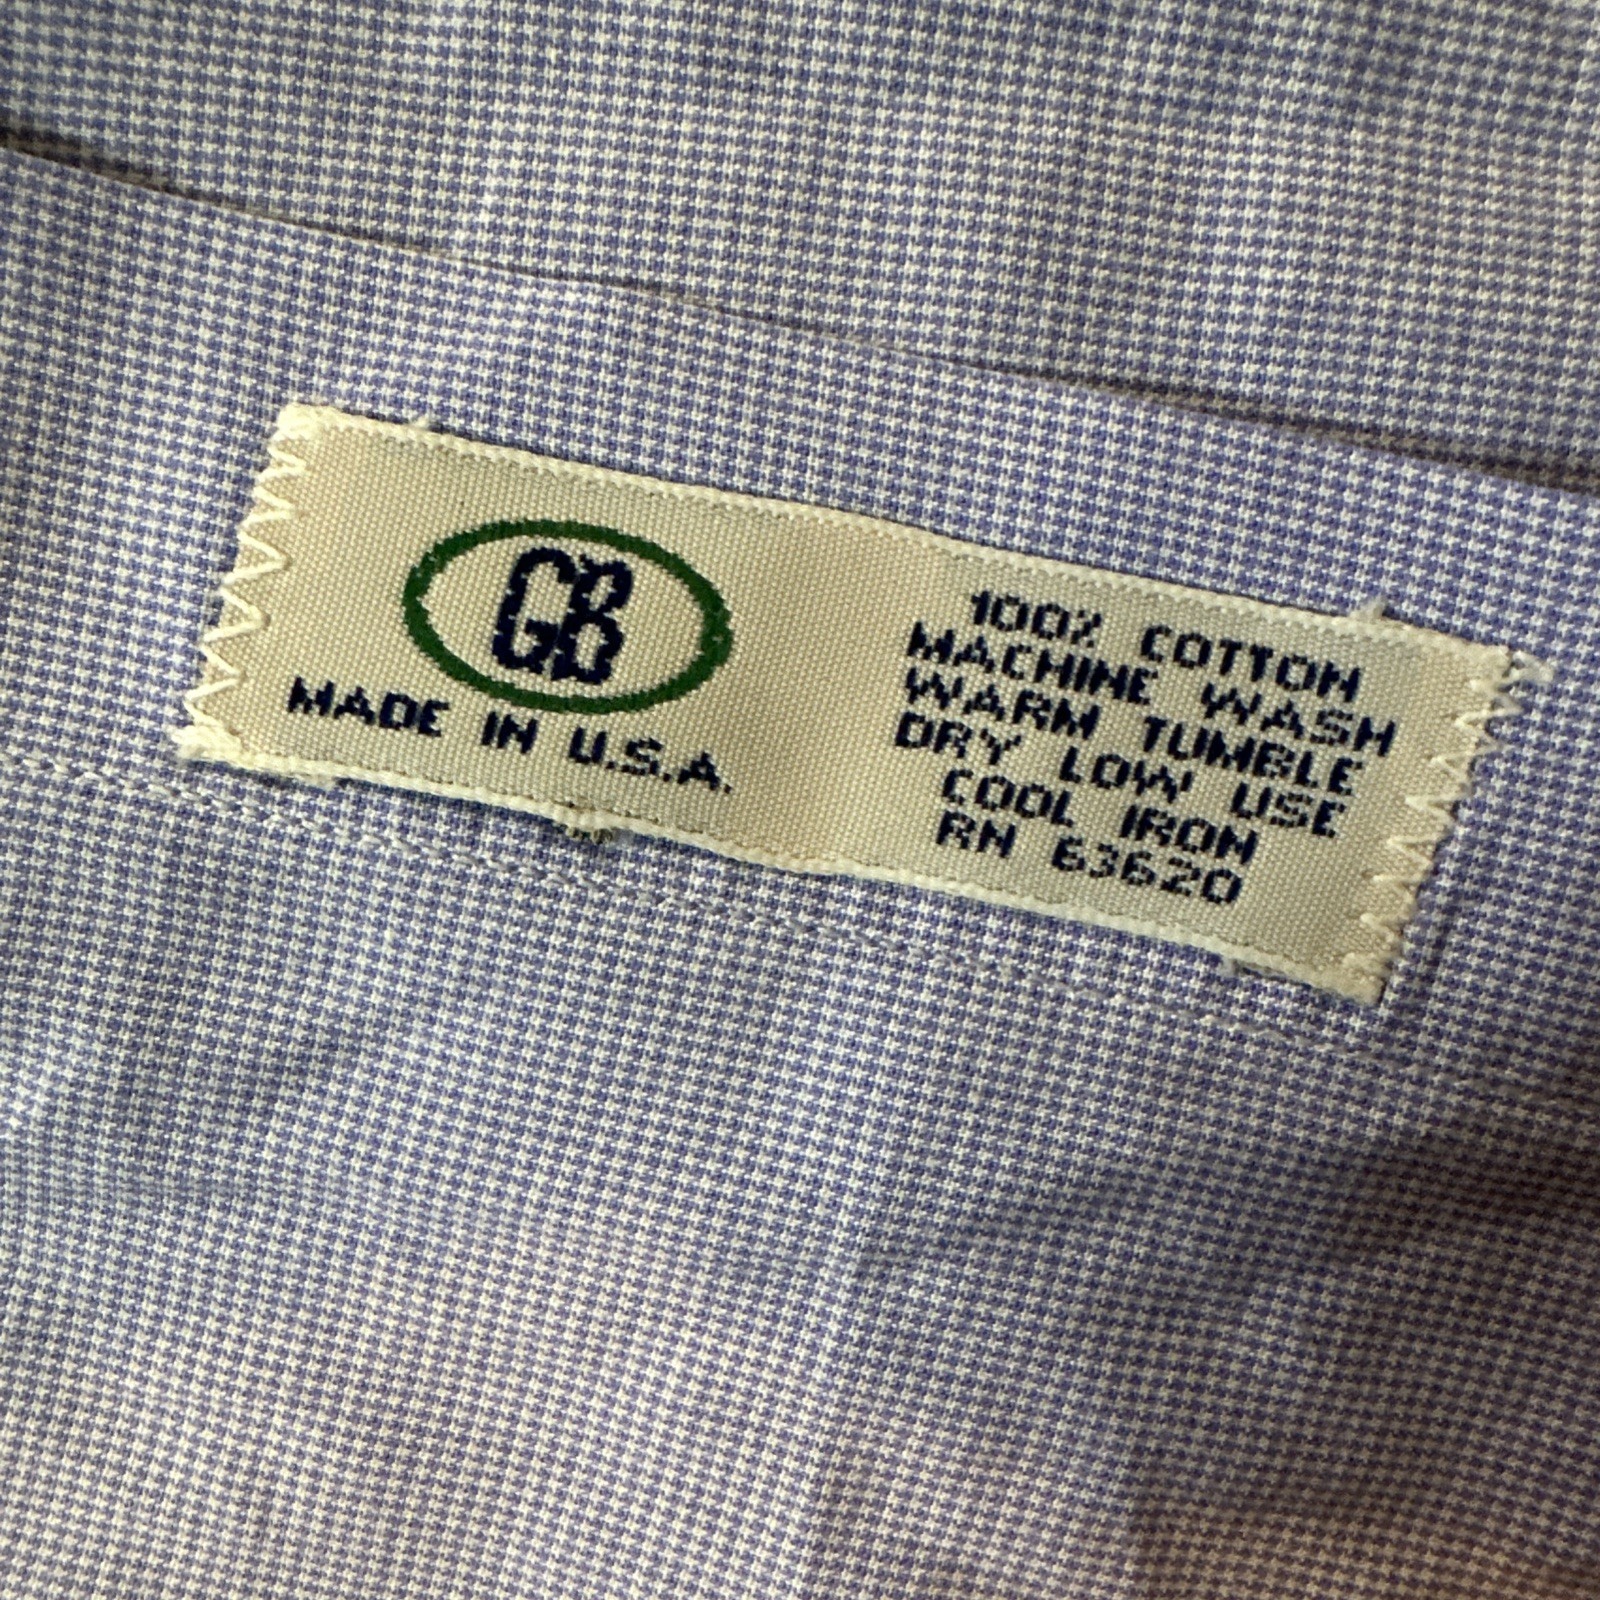 GB
MADE IN U.S.A.
100% COTTON
MACHINE WASH
WARM TUMBLE
DRY LOW USE
COOL IRON
RN 63620